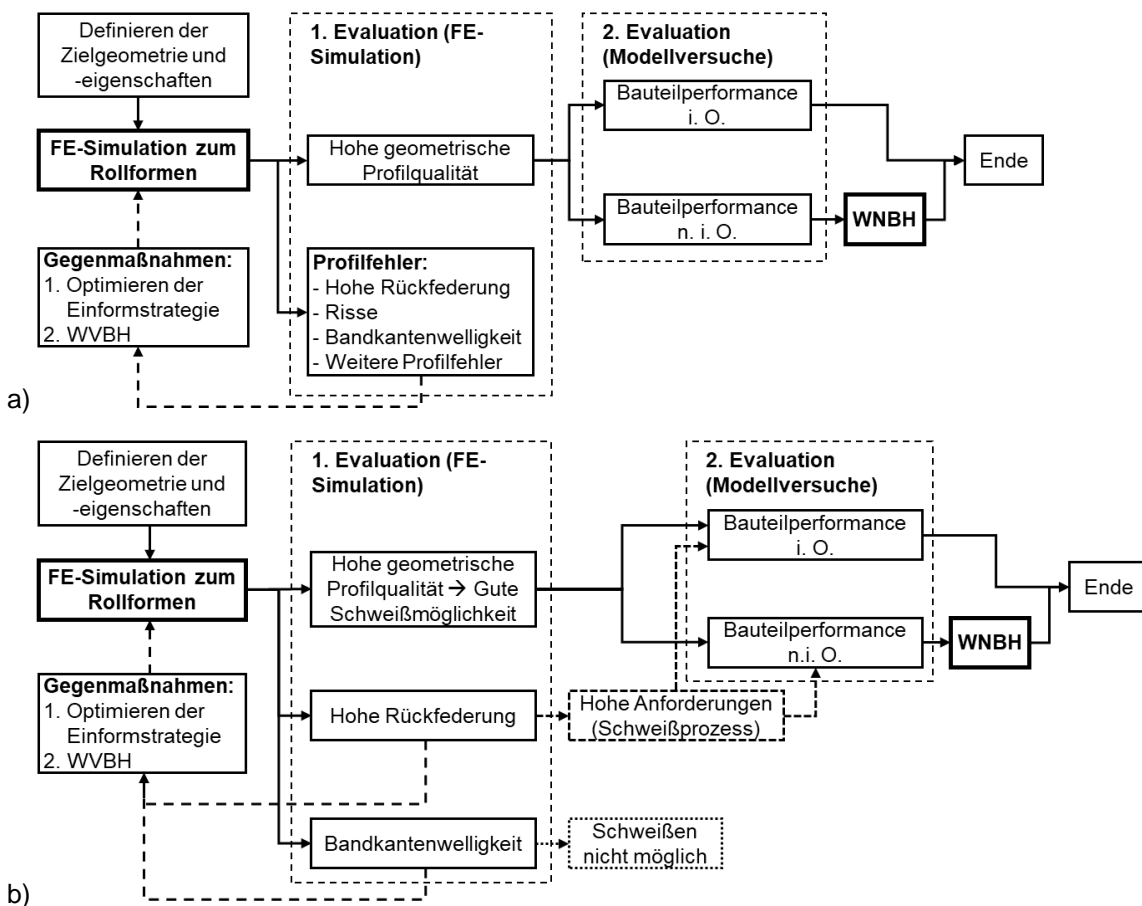 Definieren der
Zielgeometrie und
-eigenschaften
FE-Simulation zum
Rollformen
Gegenmaßnahmen:
1. Optimieren der
Einformstrategie
2. WVBH
1. Evaluation (FE-
Simulation)
Hohe geometrische
Profilqualität
Profilfehler:
- Hohe Rückfederung
- Risse
- Bandkantenwelligkeit
- Weitere Profilfehler
2. Evaluation
(Modellversuche)
Bauteilperformance
i. O.
Bauteilperformance
n. i. O.
WNBH
Ende
a)
Definieren der
Zielgeometrie und
-eigenschaften
FE-Simulation zum
Rollformen
Gegenmaßnahmen:
1. Optimieren der
Einformstrategie
2. WVBH
1. Evaluation (FE-
Simulation)
Hohe geometrische
Profilqualität → Gute
Schweißmöglichkeit
Hohe Rückfederung
Bandkantenwelligkeit
Hohe Anforderungen
(Schweißprozess)
Schweißen
nicht möglich
2. Evaluation
(Modellversuche)
Bauteilperformance
i. O.
Bauteilperformance
n.i. O.
WNBH
Ende
b)